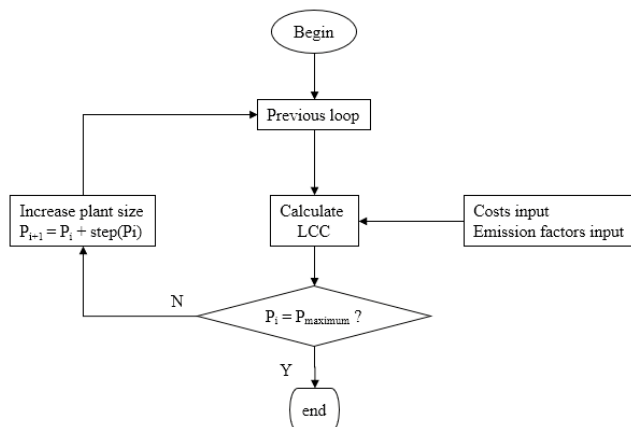 Begin
Previous loop
Increase plant size
Pᵢ₊₁ = Pᵢ + step(Pi)
Calculate
LCC
Costs input
Emission factors input
N
Pᵢ = Pmaximum ?
Y
end